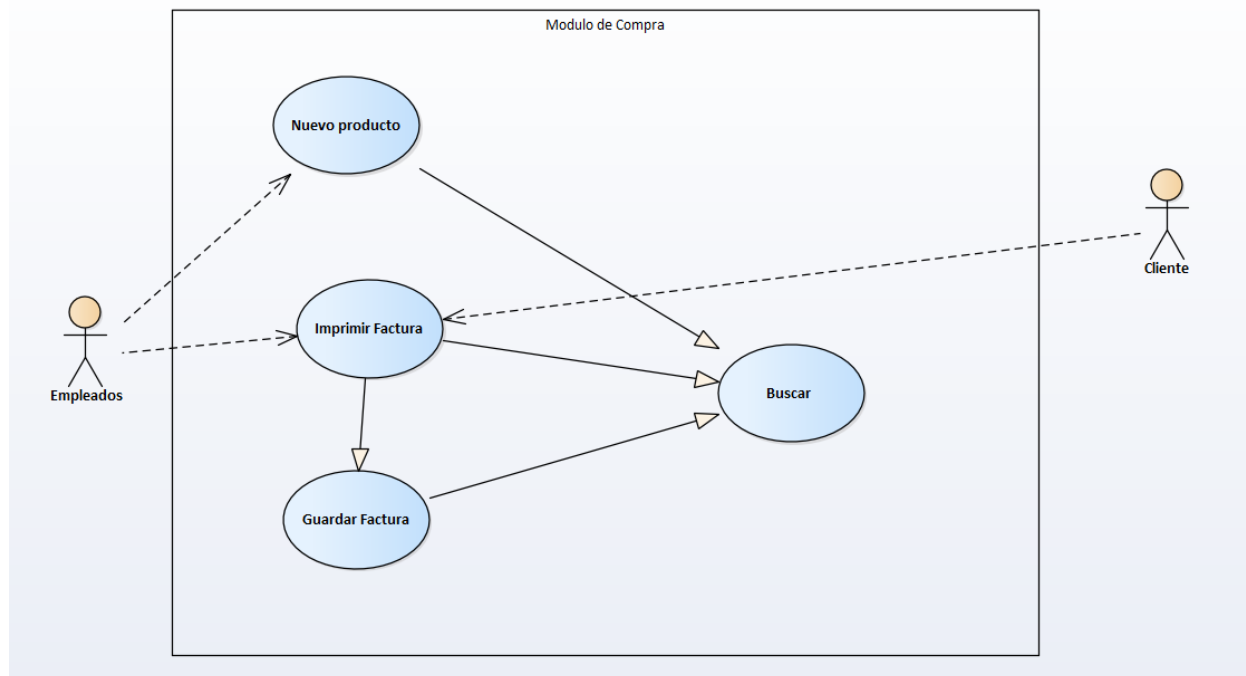 Modulo de Compra
Nuevo producto
Cliente
Imprimir Factura
Empleados
Buscar
Guardar Factura